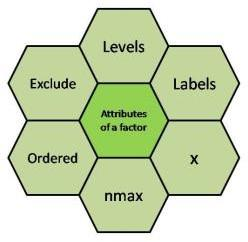 Levels
Exclude
Labels
Attributes
of a factor
Ordered
x
nmax